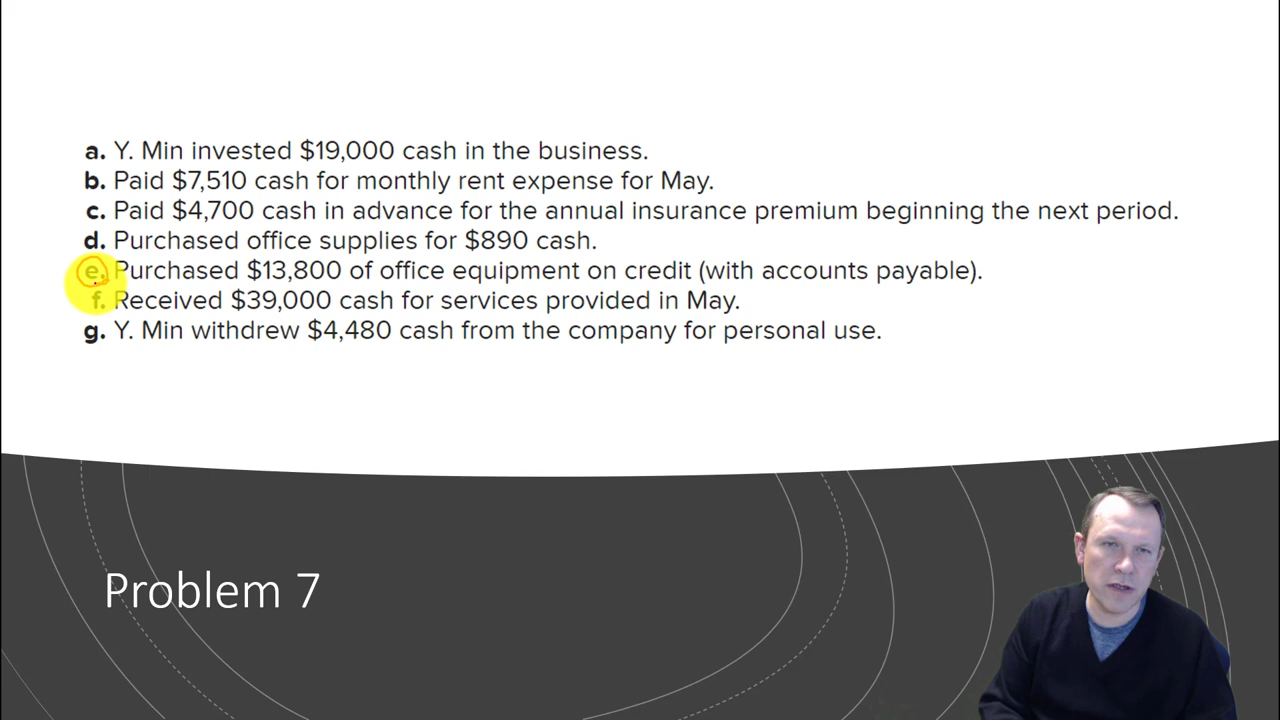 a. Y. Min invested $19,000 cash in the business.
b. Paid $7,510 cash for monthly rent expense for May.
c. Paid $4,700 cash in advance for the annual insurance premium beginning the next period.
d. Purchased office supplies for $890 cash.
e. Purchased $13,800 of office equipment on credit (with accounts payable).
f. Received $39,000 cash for services provided in May.
g. Y. Min withdrew $4,480 cash from the company for personal use.
Problem 7